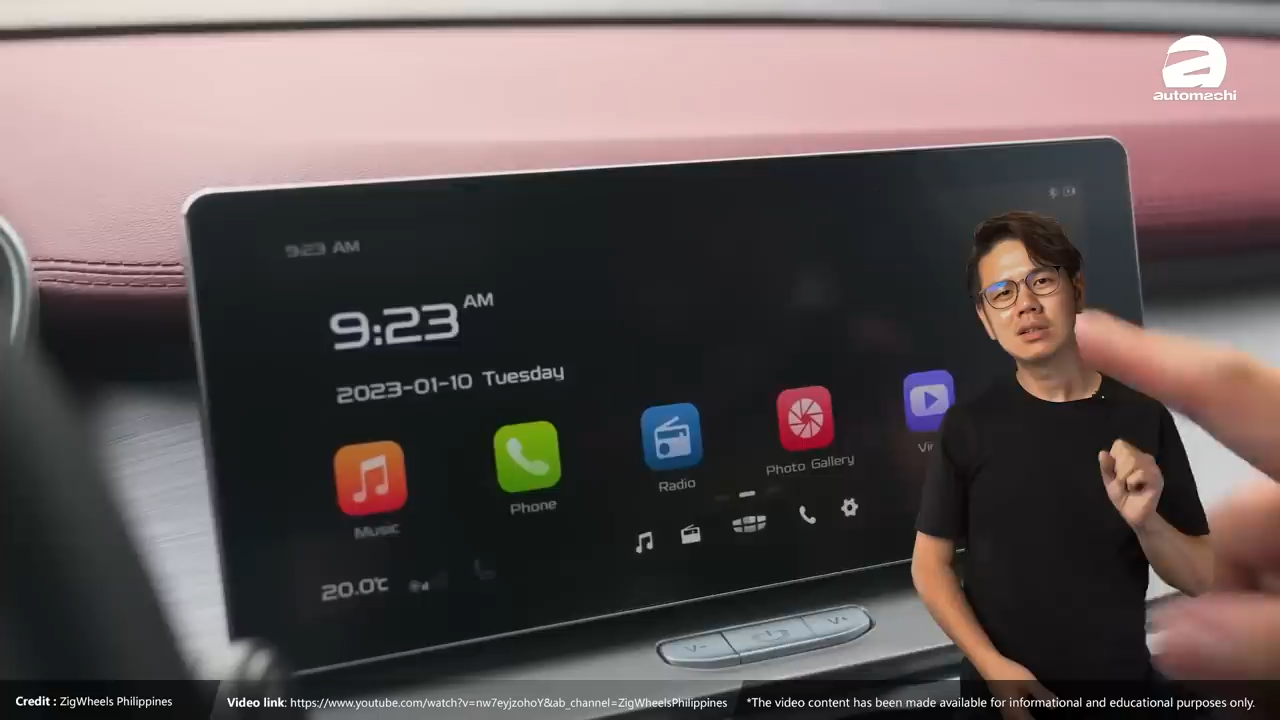 automachi
9:23 AM
9:23 AM
2023-01-10 Tuesday
Music
Phone
Radio
Photo Gallery
20.0℃
V-
V+
Credit : ZigWheels Philippines
Video link: https://www.youtube.com/watch?v=nw7eyjzohoY&ab_channel=ZigWheelsPhilippines
*The video content has been made available for informational and educational purposes only.